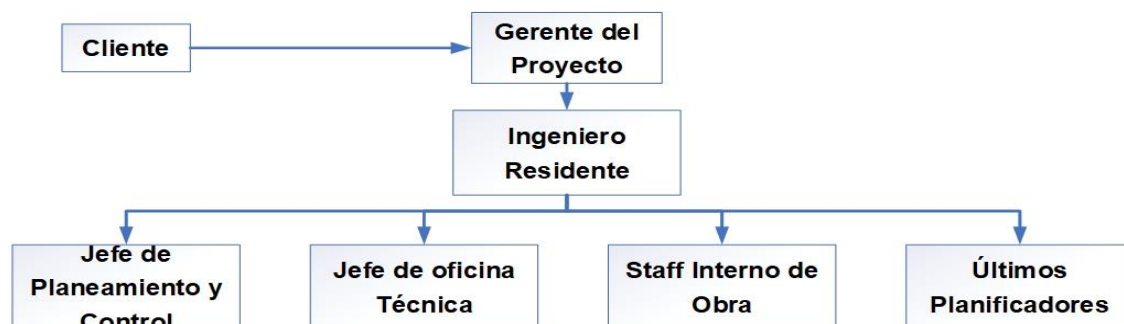 Cliente
Gerente del
Proyecto
Ingeniero
Residente
Jefe de
Planeamiento y
Control
Jefe de oficina
Técnica
Staff Interno de
Obra
Últimos
Planificadores